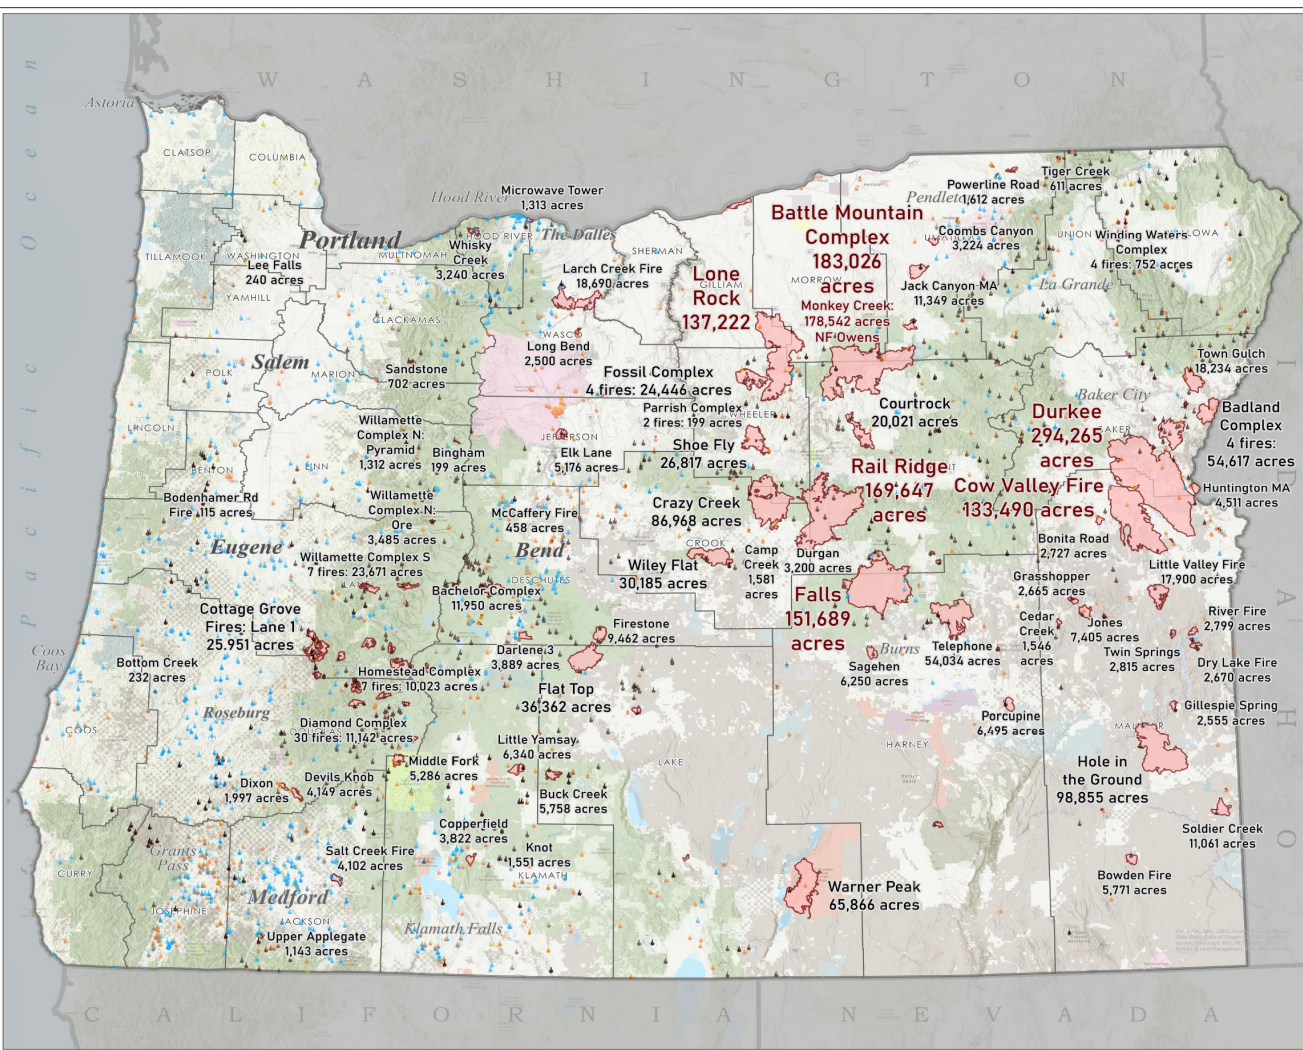 WASHINGTON
Pacific Ocean
Astoria
CLATSOP
COLUMBIA
Tiger Creek
611 acres
Powerline Road
1,612 acres
Pendleton
Microwave Tower
1,313 acres
Hood River
HOOD RIVER
The Dalles
Battle Mountain
Complex
183,026
acres
Monkey Creek:
178,542 acres
NF Owens
Coombs Canyon
3,224 acres
UNION
Winding Waters
Complex
4 fires: 752 acres
Portland
MULTNOMAH
TILLAMOOK
WASHINGTON
Lee Falls
240 acres
YAMHILL
Whisky
Creek
3,240 acres
SHERMAN
Larch Creek Fire
18,690 acres
GILLIAM
MORROW
Lone
Rock
137,222
Jack Canyon MA
11,349 acres
La Grande
CLACKAMAS
WASCO
Long Bend
2,500 acres
Salem
POLK
MARION
Sandstone
702 acres
Fossil Complex
4 fires: 24,446 acres
Town Gulch
18,234 acres
Baker City
BAKER
Parrish Complex
2 fires: 199 acres
WHEELER
Courtrock
20,021 acres
Durkee
294,265
acres
Badland
Complex
4 fires:
54,617 acres
LINCOLN
BENTON
LINN
Willamette
Complex N:
Pyramid
1,312 acres
Bingham
199 acres
JEFFERSON
Elk Lane
5,176 acres
Shoe Fly
26,817 acres
Rail Ridge
169,647
acres
Cow Valley Fire
133,490 acres
Huntington MA
4,511 acres
Bodenhamer Rd
Fire 115 acres
Willamette
Complex N:
Ore
3,485 acres
McCaffery Fire
458 acres
Crazy Creek
86,968 acres
CROOK
Eugene
Bend
Willamette Complex S
7 fires: 23,671 acres
Bachelor Complex
11,950 acres
DESCHUTES
Wiley Flat
30,185 acres
Camp
Creek
1,581
acres
Durgan
3,200 acres
Bonita Road
2,727 acres
Little Valley Fire
17,900 acres
Grasshopper
2,665 acres
Falls
151,689
acres
Cottage Grove
Fires: Lane 1
25,951 acres
Firestone
9,462 acres
Cedar
Creek
1,546
acres
Jones
7,405 acres
River Fire
2,799 acres
Coos
Bay
Bottom Creek
232 acres
Darlene 3
3,889 acres
Burns
Sagehen
6,250 acres
Telephone
54,034 acres
Twin Springs
2,815 acres
Dry Lake Fire
2,670 acres
Homestead Complex
7 fires: 10,023 acres
Flat Top
36,362 acres
Roseburg
DOUGLAS
COOS
Diamond Complex
30 fires: 11,142 acres
Porcupine
6,495 acres
Gillespie Spring
2,555 acres
MALHEUR
HARNEY
LAKE
Little Yamsay
6,340 acres
Middle Fork
5,286 acres
Hole in
the Ground
98,855 acres
Dixon
1,997 acres
Devils Knob
4,149 acres
Buck Creek
5,758 acres
Copperfield
3,822 acres
Soldier Creek
11,061 acres
Grants
Pass
Salt Creek Fire
4,102 acres
Knot
1,551 acres
KLAMATH
CURRY
Bowden Fire
5,771 acres
Medford
JOSEPHINE
JACKSON
Warner Peak
65,866 acres
Upper Applegate
1,143 acres
Klamath Falls
IDAHO
CALIFORNIA
NEVADA